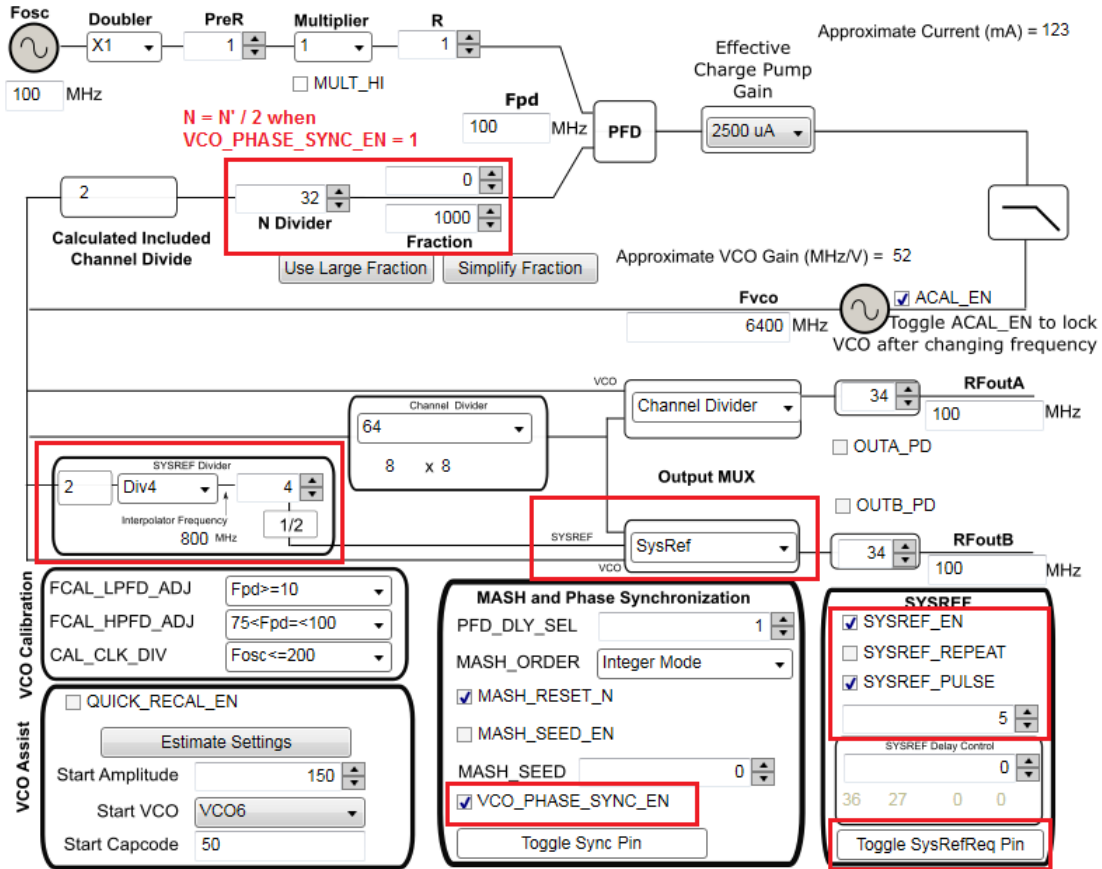 Fosc
Doubler
PreR
Multiplier
R
Approximate Current (mA) = 123
X1
1
1
1
MULT_HI
100 MHz
Effective
Charge Pump
Gain
N = N' / 2 when
VCO_PHASE_SYNC_EN = 1
Fpd
100 MHz
PFD
2500 uA
2
Calculated Included
Channel Divide
32
N Divider
0
1000
Fraction
Use Large Fraction
Simplify Fraction
Approximate VCO Gain (MHz/V) = 52
Fvco
6400 MHz
ACAL_EN
Toggle ACAL_EN to lock
VCO after changing frequency
VCO
Channel Divider
64
8 x 8
Channel Divider
34
RFoutA
100 MHz
OUTA_PD
SYSREF Divider
2
Div4
4
Interpolator Frequency
800 MHz
1/2
Output MUX
OUTB_PD
SYSREF
SysRef
VCO
34
RFoutB
100 MHz
VCO Calibration
FCAL_LPFD_ADJ Fpd>=10
FCAL_HPFD_ADJ 75<Fpd=<100
CAL_CLK_DIV Fosc<=200
VCO Assist
QUICK_RECAL_EN
Estimate Settings
Start Amplitude 150
Start VCO VCO6
Start Capcode 50
MASH and Phase Synchronization
PFD_DLY_SEL 1
MASH_ORDER Integer Mode
MASH_RESET_N
MASH_SEED_EN
MASH_SEED 0
VCO_PHASE_SYNC_EN
Toggle Sync Pin
SYSREF
SYSREF_EN
SYSREF_REPEAT
SYSREF_PULSE
5
SYSREF Delay Control
0
36 27 0 0
Toggle SysRefReq Pin